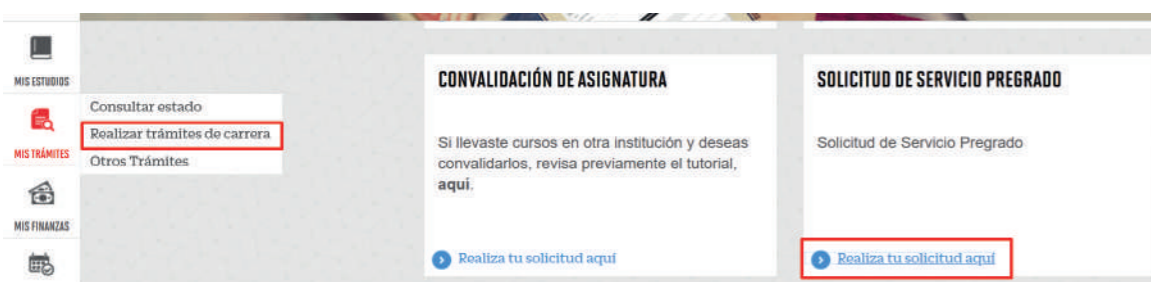 MIS ESTUDIOS
MIS TRÁMITES
MIS FINANZAS
Consultar estado
Realizar trámites de carrera
Otros Trámites
CONVALIDACIÓN DE ASIGNATURA
Si llevaste cursos en otra institución y deseas
convalidarlos, revisa previamente el tutorial,
aquí.
Realiza tu solicitud aquí
SOLICITUD DE SERVICIO PREGRADO
Solicitud de Servicio Pregrado
Realiza tu solicitud aquí